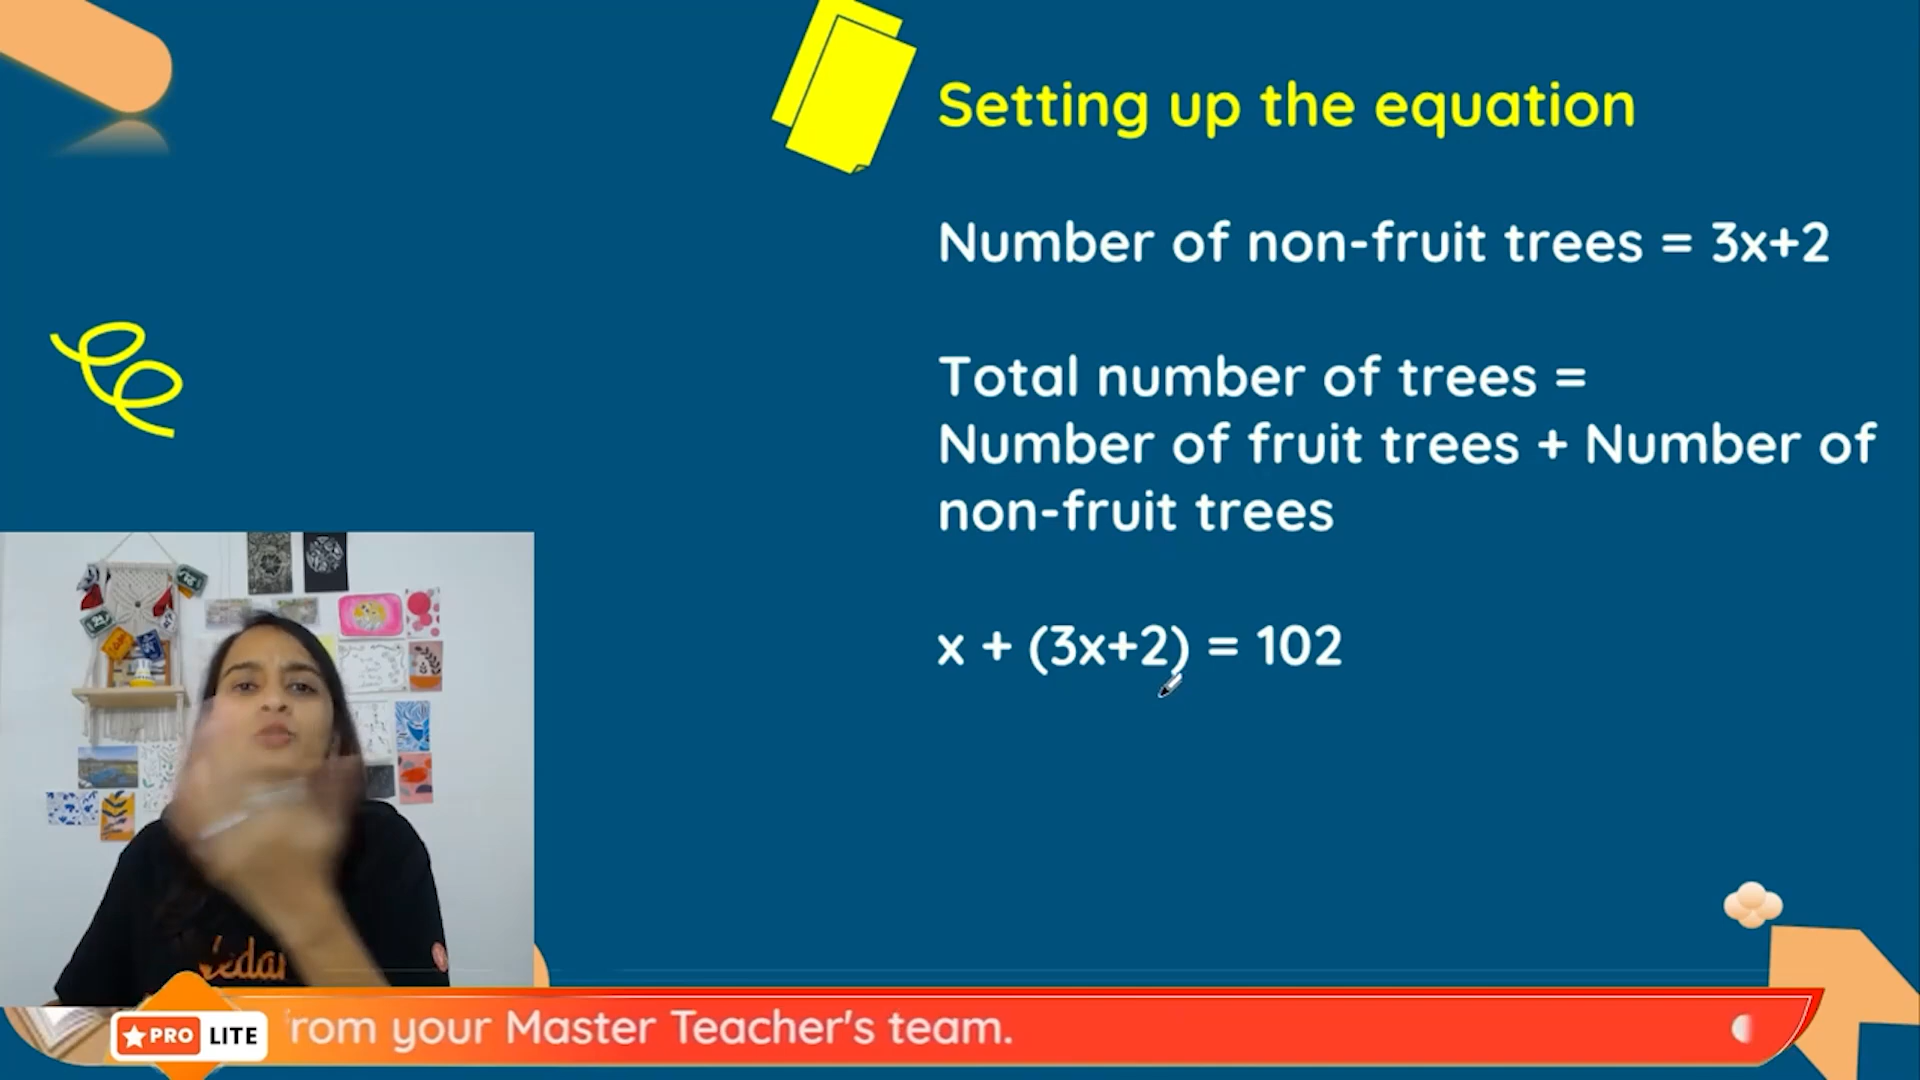 Setting up the equation
Number of non-fruit trees = 3x+2
Total number of trees =
Number of fruit trees + Number of
non-fruit trees
x + (3x+2) = 102
PRO LITE
rom your Master Teacher's team.